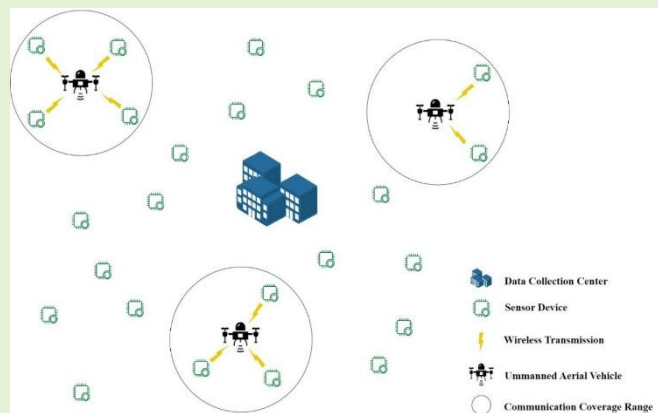 Data Collection Center
Sensor Device
Wireless Transmission
Unmanned Aerial Vehicle
Communication Coverage Range